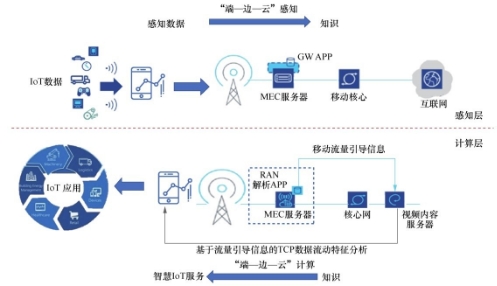 “端—边—云”感知
感知数据
知识
IoT数据
GW APP
MEC服务器
移动核心
互联网
感知层
计算层
移动流量引导信息
IoT 应用
RAN
解析APP
MEC服务器
核心网
视频内容
服务器
基于流量引导信息的TCP数据流动特征分析
“端—边—云”计算
智慧IoT服务
知识